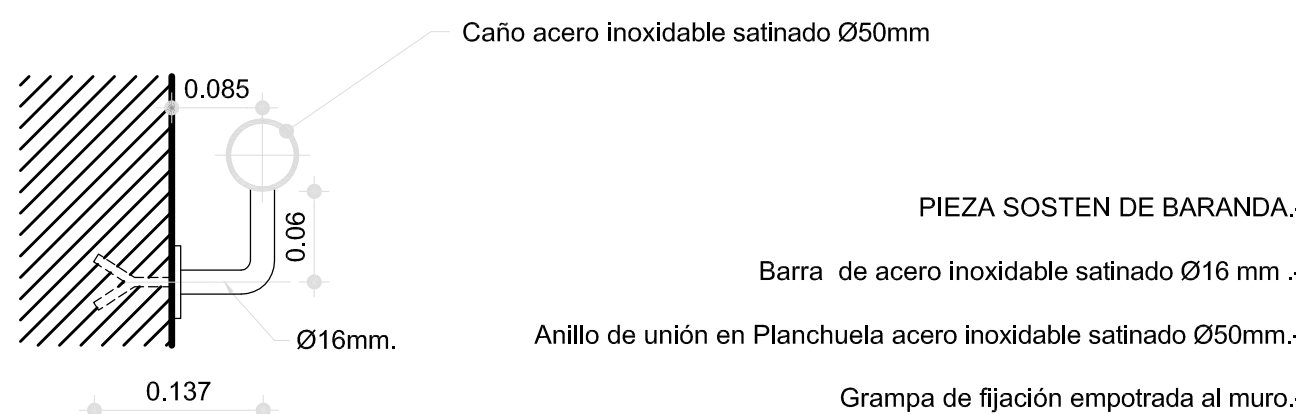 Caño acero inoxidable satinado Ø50mm
0.085
PIEZA SOSTEN DE BARANDA.-
0.06
Barra de acero inoxidable satinado Ø16 mm .-
Ø16mm.
Anillo de unión en Planchuela acero inoxidable satinado Ø50mm.-
0.137
Grampa de fijación empotrada al muro.-